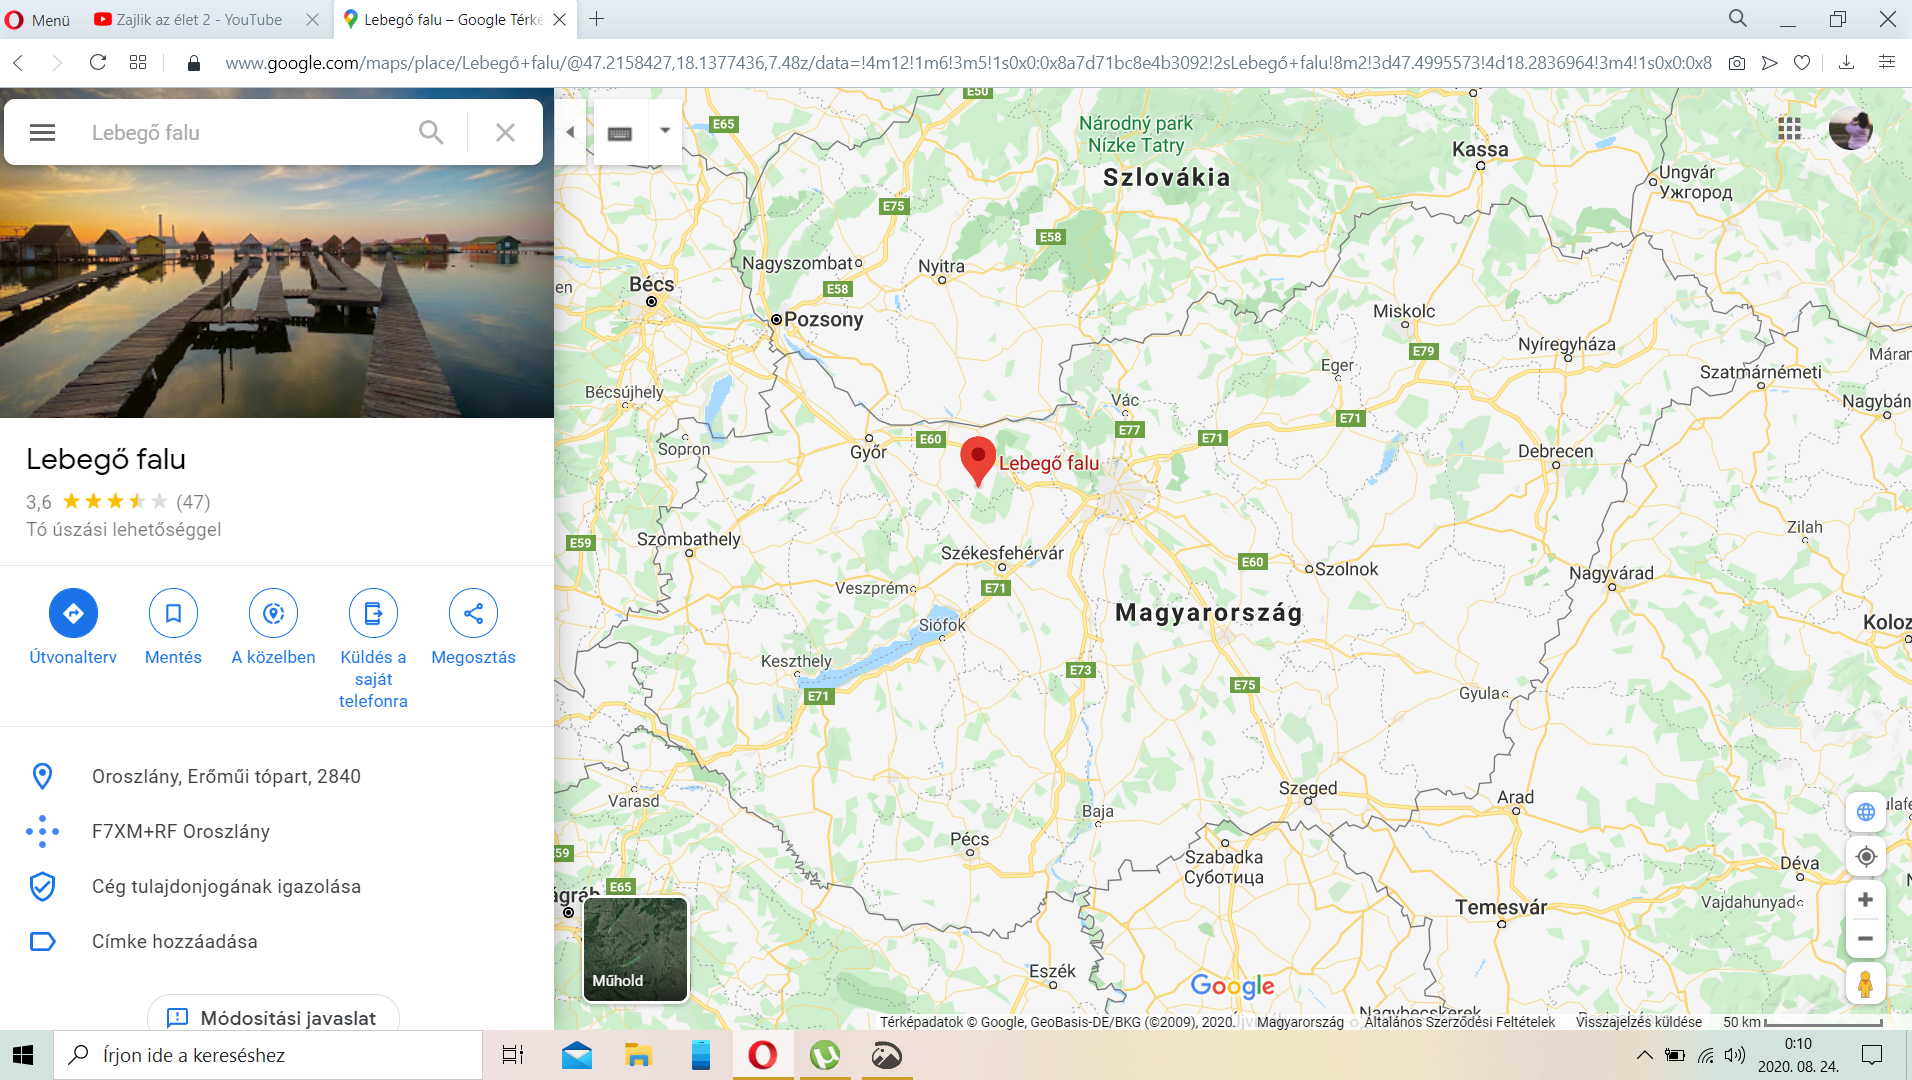 Menü
Zajlik az élet 2 - YouTube
Lebegő falu – Google Térké
www.google.com/maps/place/Lebegő+falu/@47.2158427,18.1377436,7.48z/data=!4m12!1m6!3m5!1s0x0:0x8a7d71bc8e4b3092!2sLebegő+falu!8m2!3d47.4995573!4d18.2836964!3m4!1s0x0:0x8
Lebegő falu
Lebegő falu
3,6 (47)
Tó úszási lehetőséggel
Útvonalterv
Mentés
A közelben
Küldés a
saját
telefonra
Megosztás
Oroszlány, Erőműi tópart, 2840
F7XM+RF Oroszlány
Cég tulajdonjogának igazolása
Címke hozzáadása
Módosítási javaslat
E50
E65
Národný park
Nízke Tatry
Kassa
Szlovákia
Ungvár
Ужгород
E75
E58
Nagyszombat
Nyitra
en
Bécs
E58
Pozsony
Miskolc
Nyíregyháza
E79
Máran
Eger
Szatmárnémeti
Bécsújhely
Vác
Nagybán
E71
E77
E60
E71
Sopron
Győr
Lebegő falu
Debrecen
Zilah
E59
Szombathely
Székesfehérvár
E60
Szolnok
Nagyvárad
Veszprém
E71
Magyarország
Siófok
Koloz
Keszthely
E73
E71
E75
Gyula
Varasd
Szeged
Arad
ulafe
Baja
Pécs
59
Szabadka
Суботица
Déva
ágráb
E65
Temesvár
Vajdahunyad
Műhold
Eszék
Google
Nagybecskerek
Térképadatok © Google, GeoBasis-DE/BKG (©2009), 2020.
Magyarország
Általános Szerződési Feltételek
Visszajelzés küldése
50 km
Írjon ide a kereséshez
0:10
2020. 08. 24.